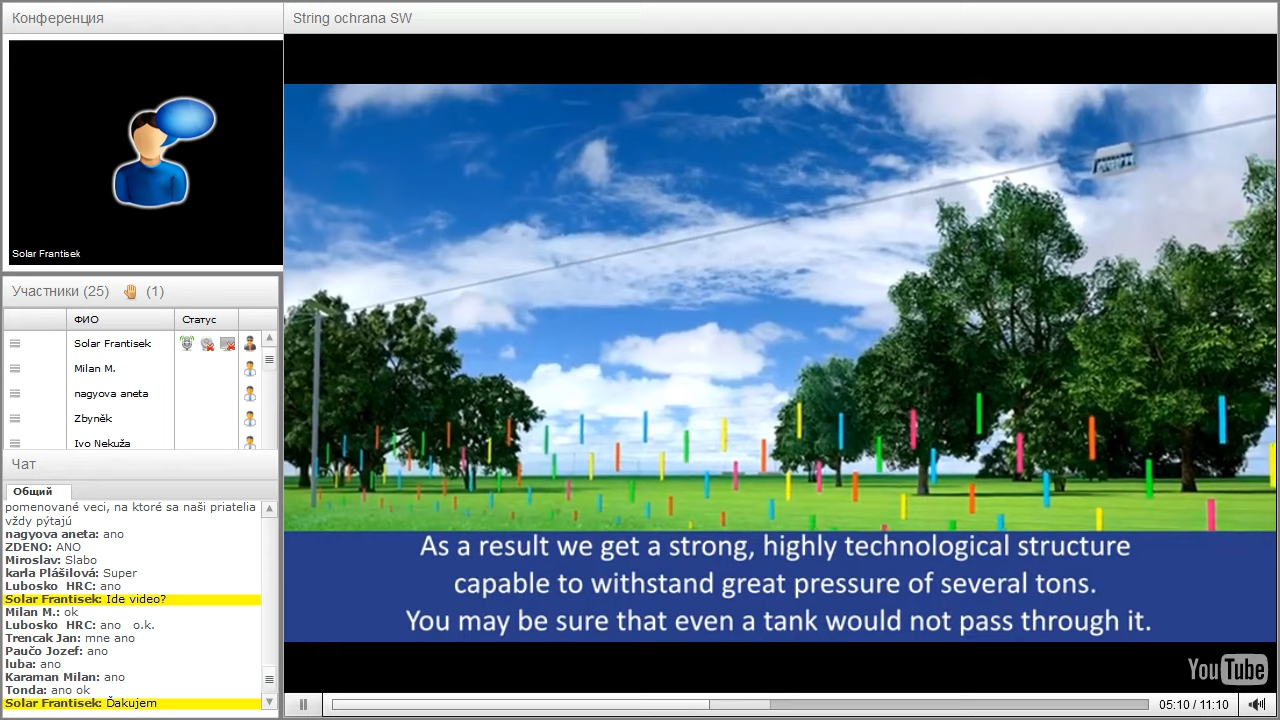 Конференция
String ochrana SW
Solar Frantisek
Участники (25) (1)
ФИО Статус
Solar Frantisek
Milan M.
nagyova aneta
Zbyněk
Ivo Nekuža
Чат
Общий
pomenované veci, na ktoré sa naši priatelia
vždy pýtajú
nagyova aneta: ano
ZDENO: ANO
Miroslav: Slabo
karla Plášilová: Super
Lubosko HRC: ano
Solar Frantisek: Ide video?
Milan M.: ok
Lubosko HRC: ano o.k.
Trencak Jan: mne ano
Paučo Jozef: ano
luba: ano
Karaman Milan: ano
Tonda: ano ok
Solar Frantisek: Ďakujem
As a result we get a strong, highly technological structure
capable to withstand great pressure of several tons.
You may be sure that even a tank would not pass through it.
YouTube
05:10 / 11:10